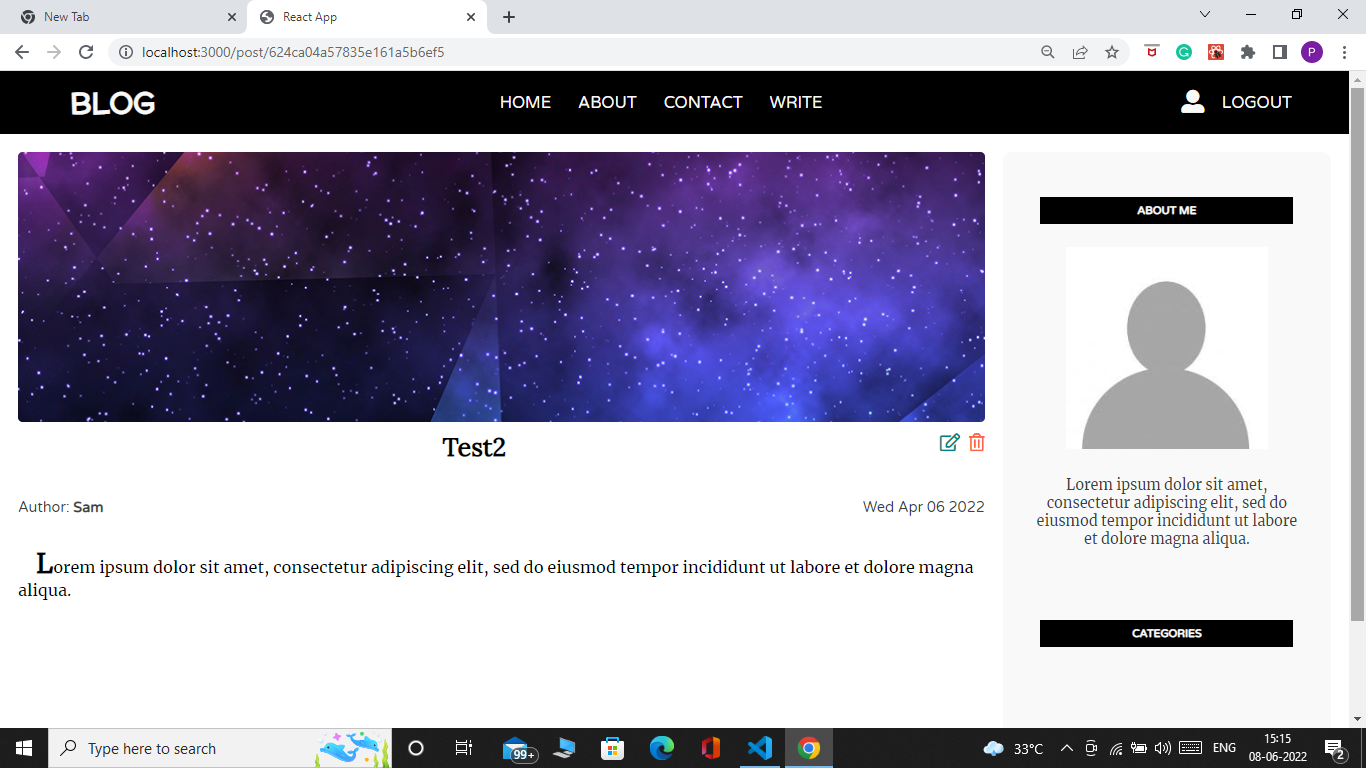 New Tab
React App
localhost:3000/post/624ca04a57835e161a5b6ef5
P
BLOG
HOME ABOUT CONTACT WRITE
LOGOUT
ABOUT ME
Test2
Author: Sam
Wed Apr 06 2022
Lorem ipsum dolor sit amet, consectetur adipiscing elit, sed do eiusmod tempor incididunt ut labore et dolore magna
aliqua.
Lorem ipsum dolor sit amet,
consectetur adipiscing elit, sed do
eiusmod tempor incididunt ut labore
et dolore magna aliqua.
CATEGORIES
Type here to search
99+
33°C
ENG
15:15
08-06-2022
2